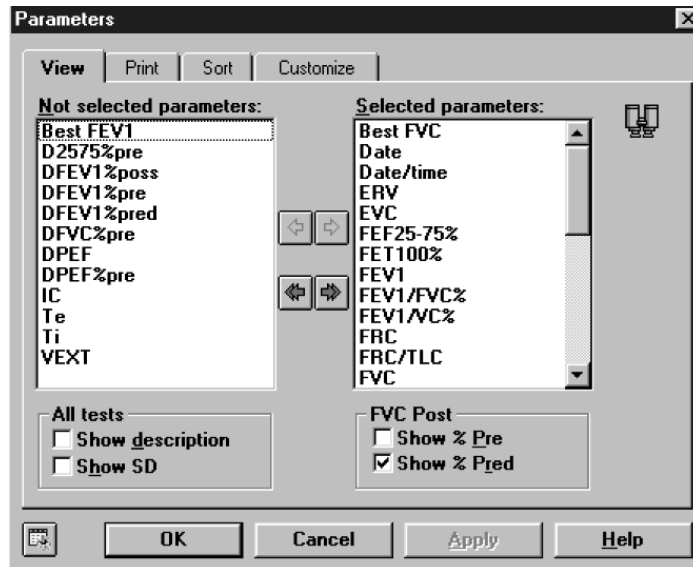 Parameters
View
Print
Sort
Customize
Not selected parameters:
Best FEV1
D2575%pre
DFEV1%poss
DFEV1%pre
DFEV1%pred
DFVC%pre
DPEF
DPEF%pre
IC
Te
Ti
VEXT
Selected parameters:
Best FVC
Date
Date/time
ERV
EVC
FEF25-75%
FET100%
FEV1
FEV1/FVC%
FEV1/VC%
FRC
FRC/TLC
FVC
All tests
Show description
Show SD
FVC Post
Show % Pre
Show % Pred
OK
Cancel
Apply
Help